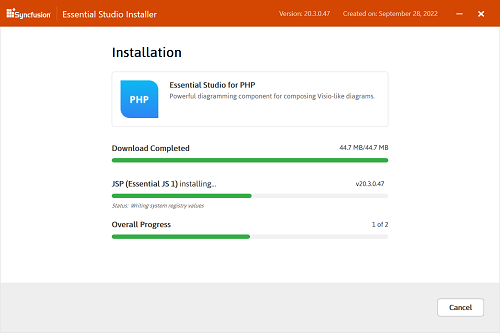 Syncfusion Essential Studio Installer Version: 20.3.0.47 Created on: September 28, 2022
Installation
Essential Studio for PHP
Powerful diagramming component for composing Visio-like diagrams.
PHP
Download Completed 44.7 MB/44.7 MB
JSP (Essential JS 1) installing... v20.3.0.47
Status: Writing system registry values
Overall Progress 1 of 2
Cancel